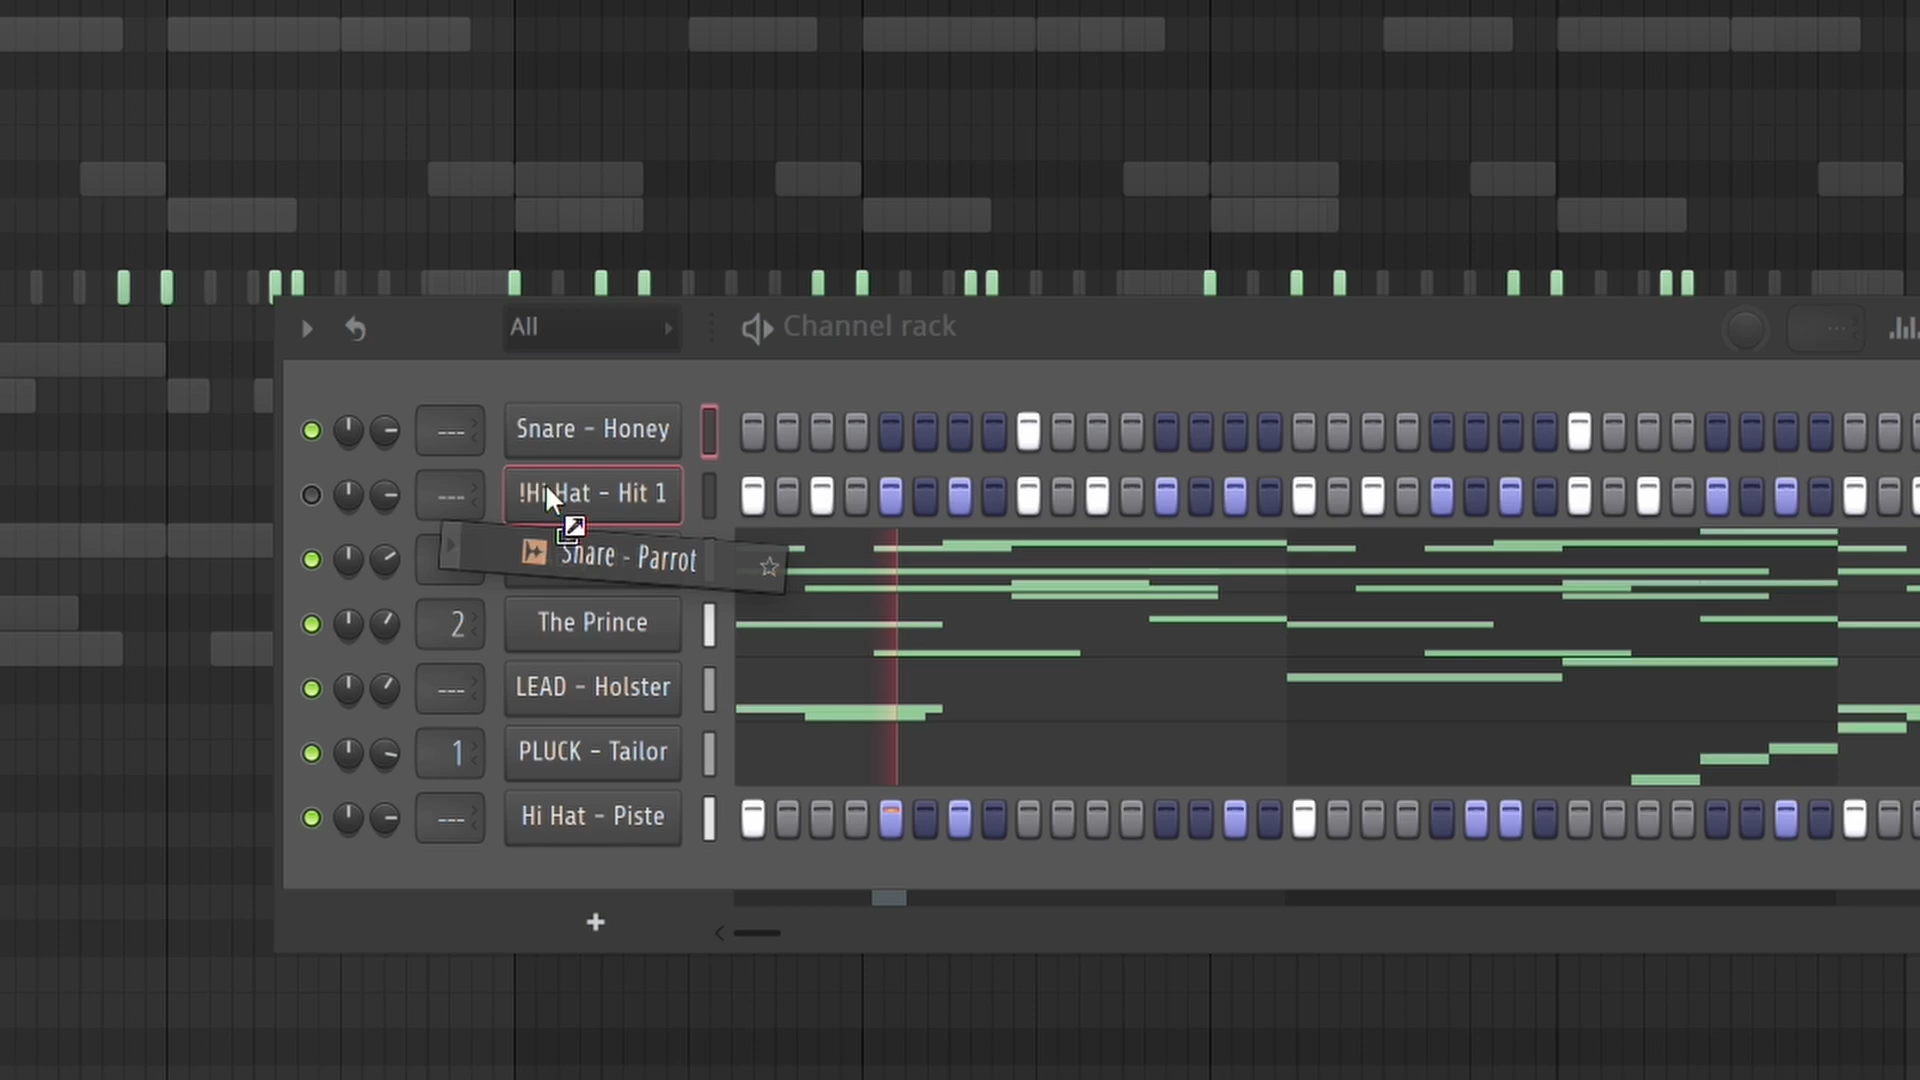 All
Channel rack
--- Snare - Honey
--- !Hi Hat - Hit 1
Snare - Parrot
2 The Prince
--- LEAD - Holster
1 PLUCK - Tailor
--- Hi Hat - Piste